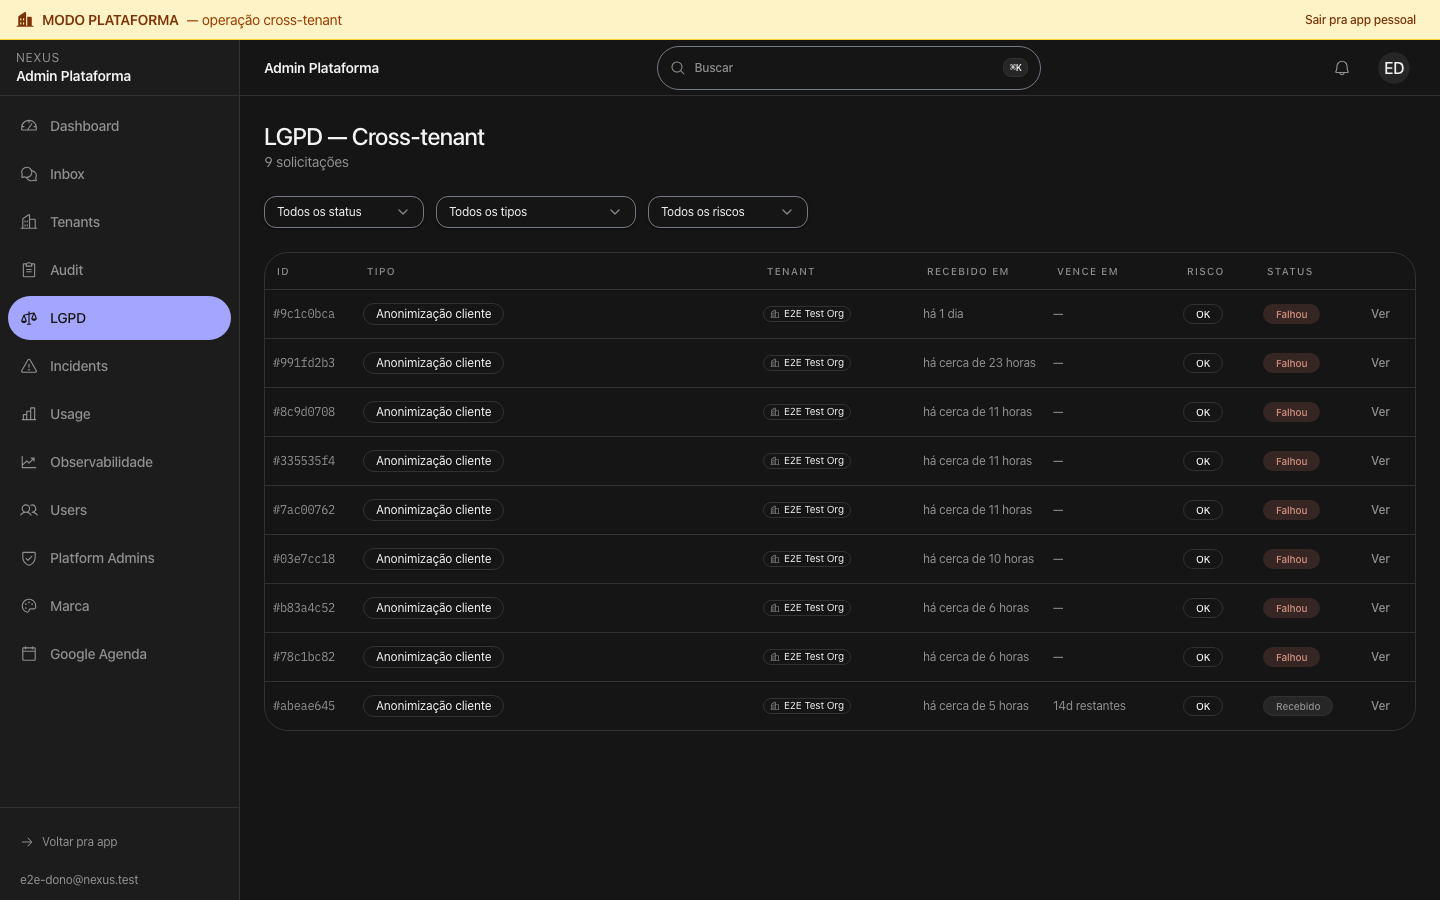 MODO PLATAFORMA — operação cross-tenant
Sair pra app pessoal
NEXUS
Admin Plataforma
Admin Plataforma
Buscar
⌘K
ED
Dashboard
Inbox
Tenants
Audit
LGPD
Incidents
Usage
Observabilidade
Users
Platform Admins
Marca
Google Agenda
Voltar pra app
e2e-dono@nexus.test
LGPD — Cross-tenant
9 solicitações
Todos os status
Todos os tipos
Todos os riscos
ID TIPO TENANT RECEBIDO EM VENCE EM RISCO STATUS
#9c1c0bca Anonimização cliente E2E Test Org há 1 dia — OK Falhou Ver
#991fd2b3 Anonimização cliente E2E Test Org há cerca de 23 horas — OK Falhou Ver
#8c9d0708 Anonimização cliente E2E Test Org há cerca de 11 horas — OK Falhou Ver
#335535f4 Anonimização cliente E2E Test Org há cerca de 11 horas — OK Falhou Ver
#7ac00762 Anonimização cliente E2E Test Org há cerca de 11 horas — OK Falhou Ver
#03e7cc18 Anonimização cliente E2E Test Org há cerca de 10 horas — OK Falhou Ver
#b83a4c52 Anonimização cliente E2E Test Org há cerca de 6 horas — OK Falhou Ver
#78c1bc82 Anonimização cliente E2E Test Org há cerca de 6 horas — OK Falhou Ver
#abeae645 Anonimização cliente E2E Test Org há cerca de 5 horas 14d restantes OK Recebido Ver